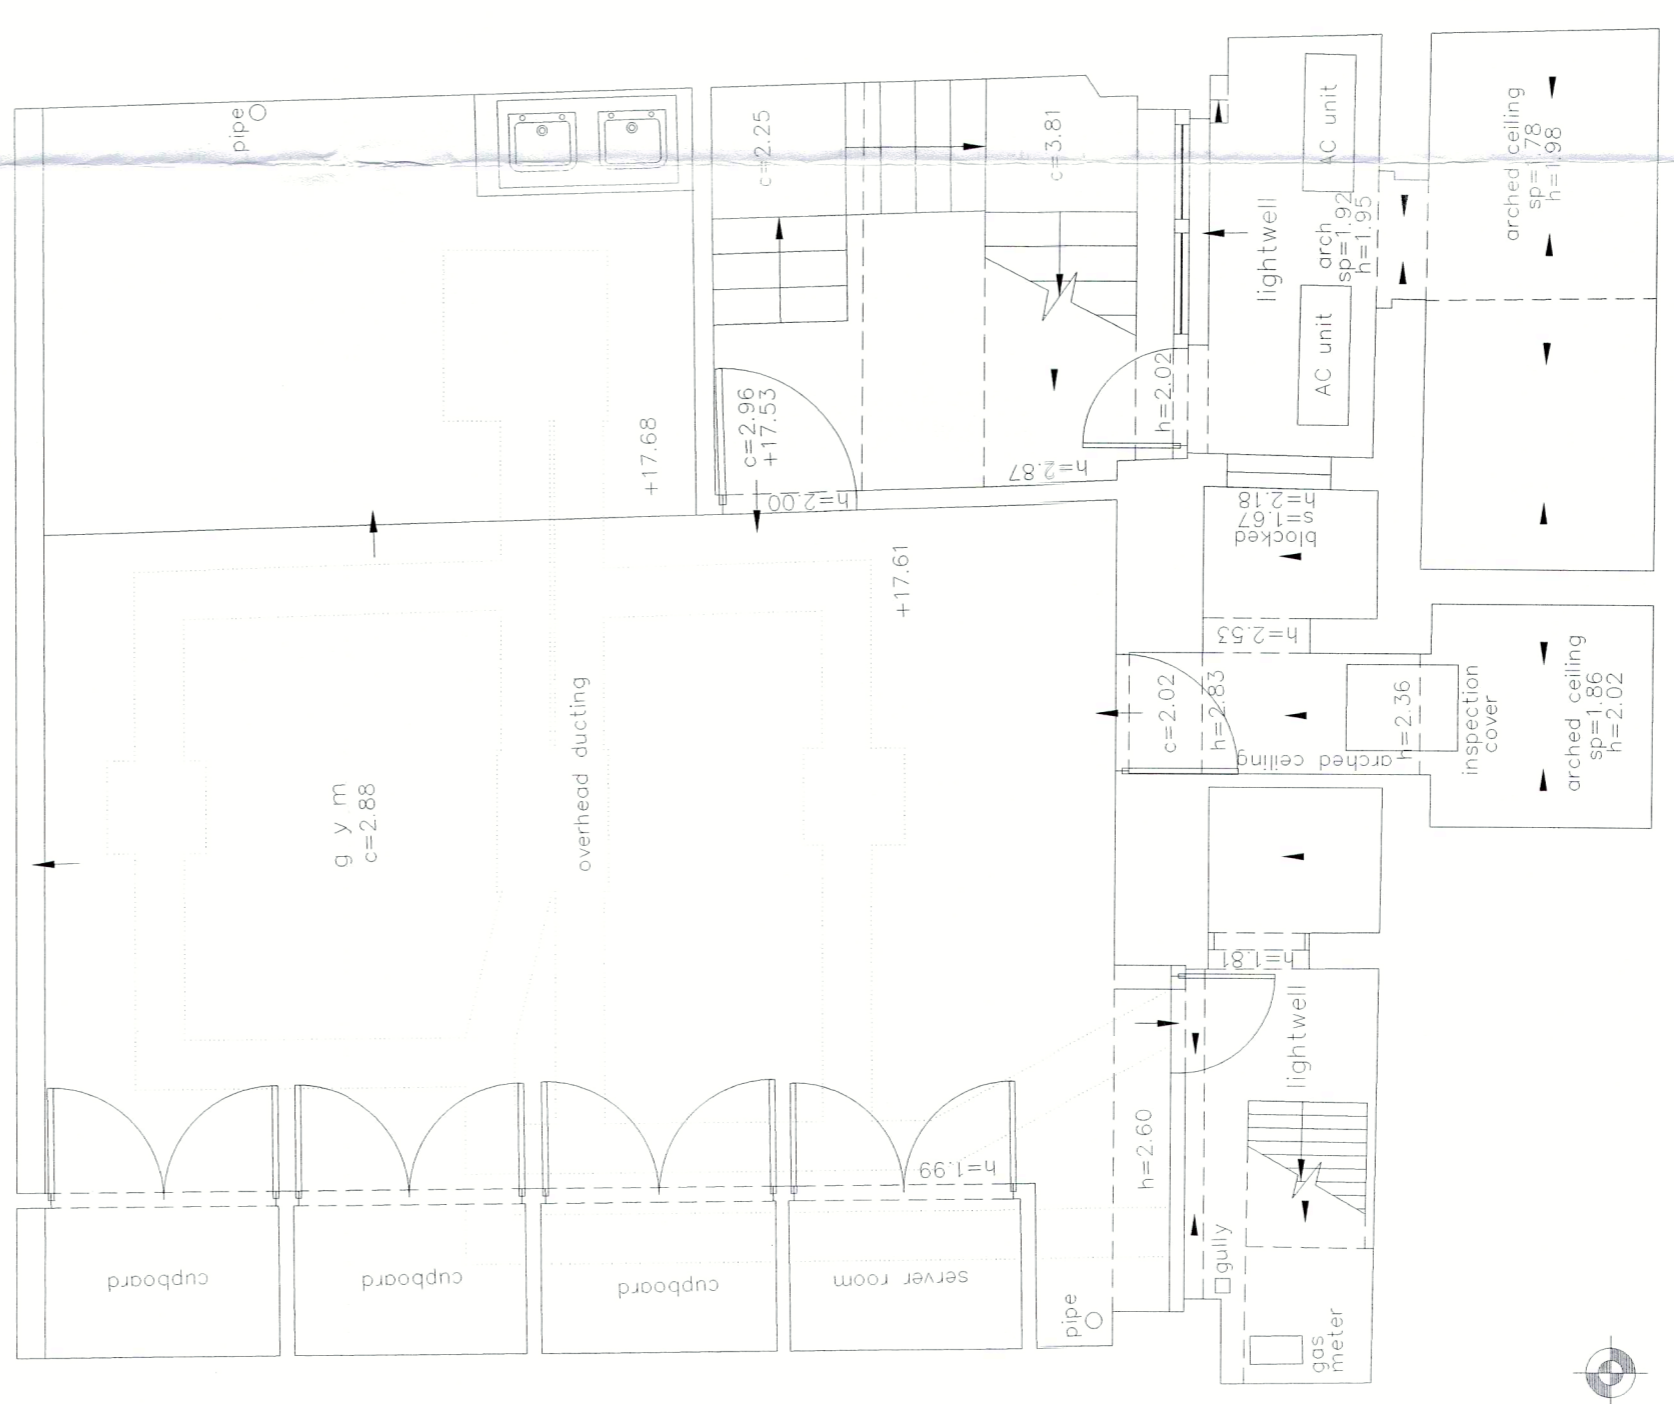 pipe
c=2.25
c=3.81
AC unit
arched ceiling
sp=1.78
h=1.98
lightwell
arch
sp=1.92
h=1.95
AC unit
+17.68
c=2.96
+17.53
h=2.00
h=2.87
h=2.02
blocked
s=1.67
h=2.18
+17.61
h=2.53
overhead ducting
g y m
c=2.88
c=2.02
h=2.83
arched ceiling
h=2.36
inspection
cover
arched ceiling
sp=1.86
h=2.02
h=1.81
lightwell
h=2.60
h=1.99
cupboard
cupboard
cupboard
server room
pipe
gully
gas
meter